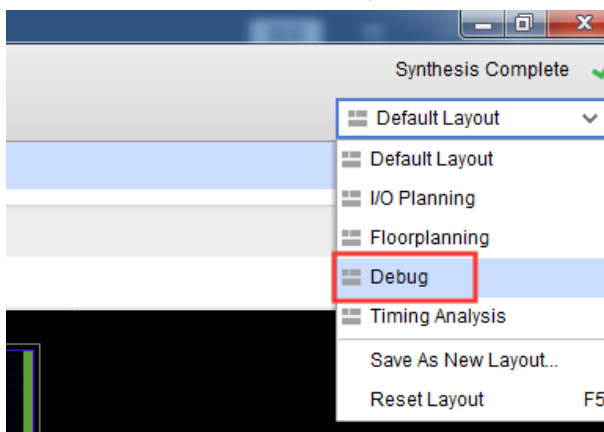 Synthesis Complete
Default Layout
Default Layout
I/O Planning
Floorplanning
Debug
Timing Analysis
Save As New Layout...
Reset Layout F5